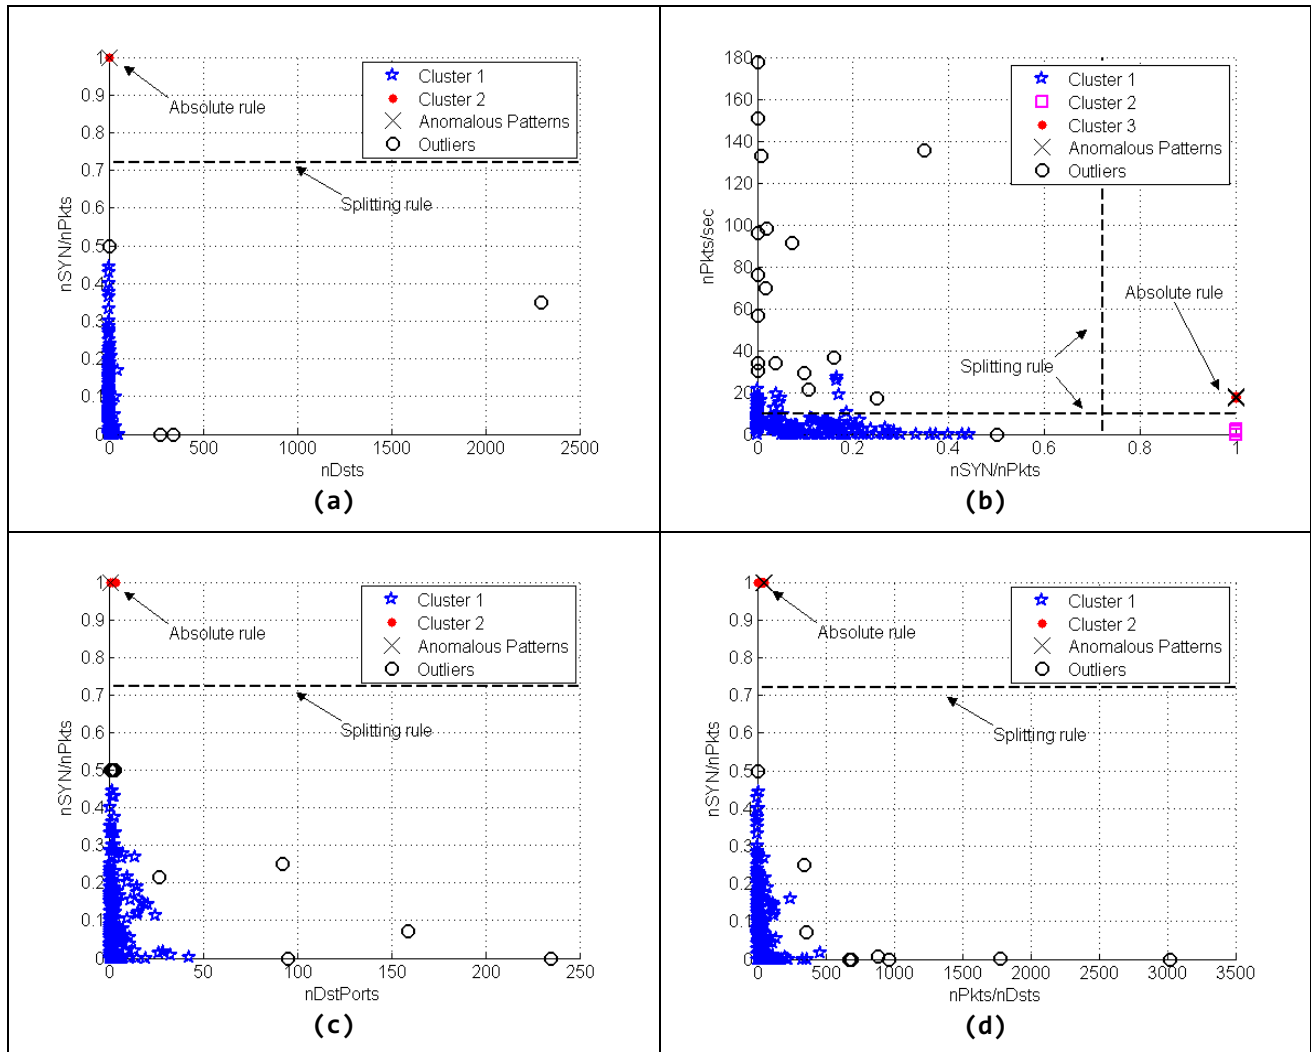 1
0.9
0.8
0.7
0.6
0.5
0.4
0.3
0.2
0.1
0
nSYN/nPkts
Cluster 1
Cluster 2
Anomalous Patterns
Outliers
Absolute rule
Splitting rule
0 500 1000 1500 2000 2500
nDsts
(a)
180
160
140
120
100
80
60
40
20
0
nPkts/sec
Cluster 1
Cluster 2
Cluster 3
Anomalous Patterns
Outliers
Absolute rule
Splitting rule
0 0.2 0.4 0.6 0.8 1
nSYN/nPkts
(b)
1
0.9
0.8
0.7
0.6
0.5
0.4
0.3
0.2
0.1
0
nSYN/nPkts
Cluster 1
Cluster 2
Anomalous Patterns
Outliers
Absolute rule
Splitting rule
0 50 100 150 200 250
nDstPorts
(c)
1
0.9
0.8
0.7
0.6
0.5
0.4
0.3
0.2
0.1
0
nSYN/nPkts
Cluster 1
Cluster 2
Anomalous Patterns
Outliers
Absolute rule
Splitting rule
0 500 1000 1500 2000 2500 3000 3500
nPkts/nDsts
(d)